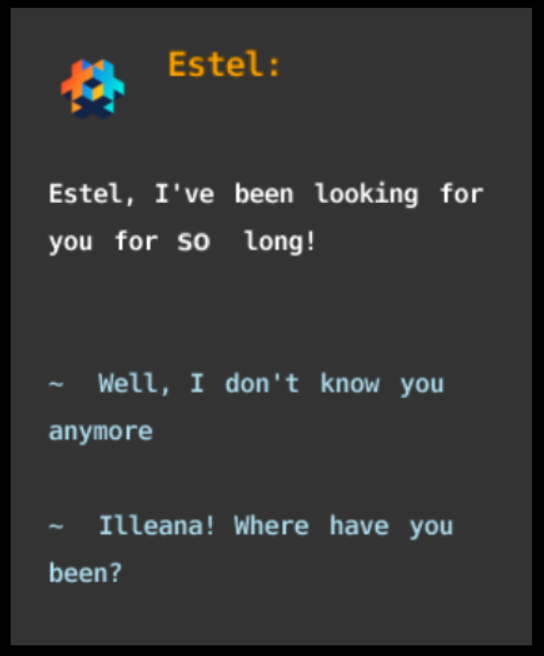 Estel:
Estel, I've been looking for
you for so long!
~ Well, I don't know you
anymore
~ Illeana! Where have you
been?